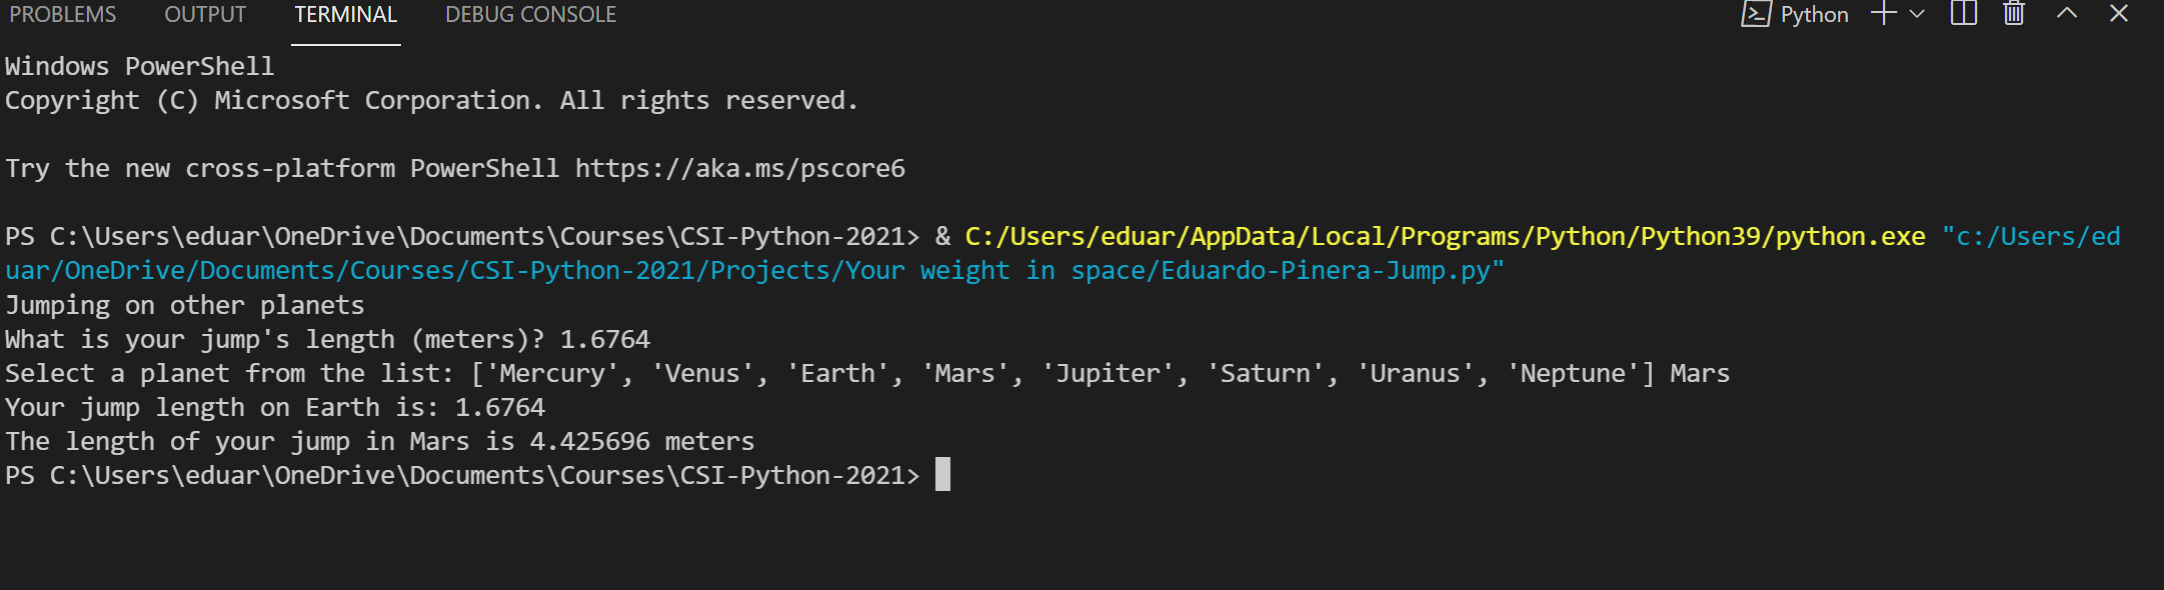 PROBLEMS OUTPUT TERMINAL DEBUG CONSOLE Python
Windows PowerShell
Copyright (C) Microsoft Corporation. All rights reserved.
Try the new cross-platform PowerShell https://aka.ms/pscore6
PS C:\Users\eduar\OneDrive\Documents\Courses\CSI-Python-2021> & C:/Users/eduar/AppData/Local/Programs/Python/Python39/python.exe "c:/Users/ed
uar/OneDrive/Documents/Courses/CSI-Python-2021/Projects/Your weight in space/Eduardo-Pinera-Jump.py"
Jumping on other planets
What is your jump's length (meters)? 1.6764
Select a planet from the list: ['Mercury', 'Venus', 'Earth', 'Mars', 'Jupiter', 'Saturn', 'Uranus', 'Neptune'] Mars
Your jump length on Earth is: 1.6764
The length of your jump in Mars is 4.425696 meters
PS C:\Users\eduar\OneDrive\Documents\Courses\CSI-Python-2021>